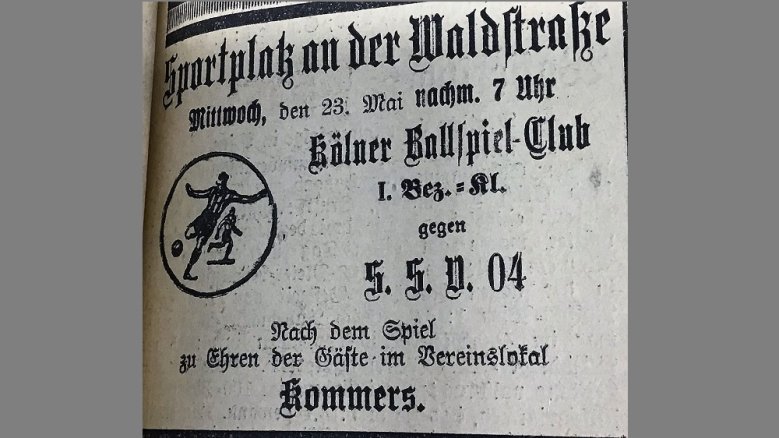 Sportplatz an der Waldstraße
Mittwoch, den 23. Mai nachm. 7 Uhr
Kölner Ballspiel-Club
I. Bez.-Kl.
gegen
S. S. V. 04
Nach dem Spiel
zu Ehren der Gäste im Vereinslokal
Kommers.